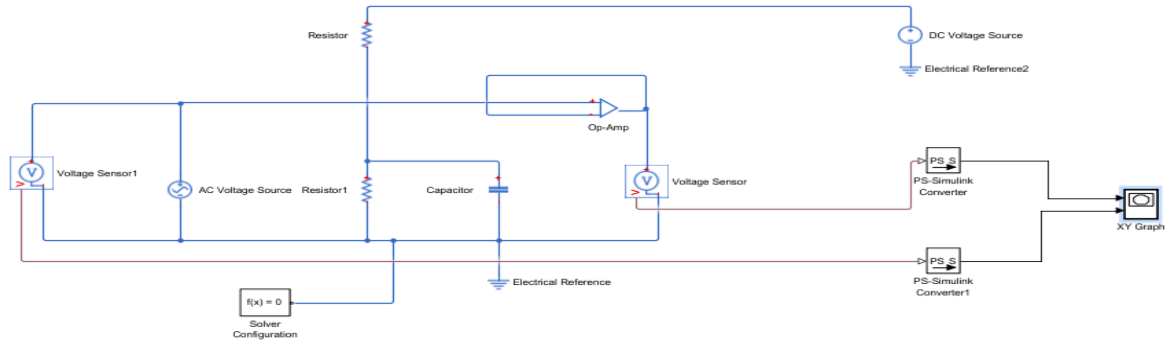 Resistor
DC Voltage Source
Electrical Reference2
Op-Amp
V
Voltage Sensor1
AC Voltage Source
Resistor1
Capacitor
V
Voltage Sensor
PS S
PS-Simulink
Converter
XY Graph
PS S
PS-Simulink
Converter1
Electrical Reference
f(x) = 0
Solver
Configuration